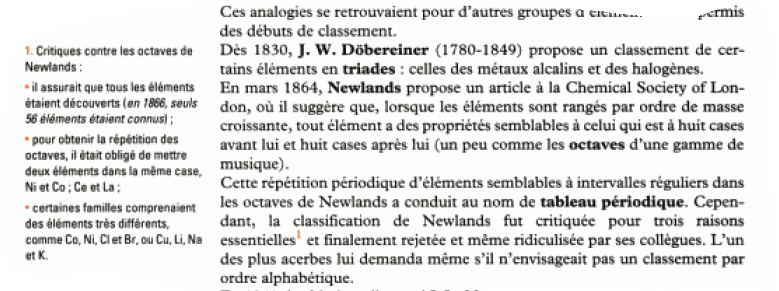 Ces analogies se retrouvaient pour d'autres groupes permis
des débuts de classement.
Dès 1830, J. W. Döbereiner (1780-1849) propose un classement de cer-
tains éléments en triades : celles des métaux alcalins et des halogènes.
En mars 1864, Newlands propose un article à la Chemical Society of Lon-
don, où il suggère que, lorsque les éléments sont rangés par ordre de masse
croissante, tout élément a des propriétés semblables à celui qui est à huit cases
avant lui et huit cases après lui (un peu comme les octaves d'une gamme de
musique).
Cette répétition périodique d'éléments semblables à intervalles réguliers dans
les octaves de Newlands a conduit au nom de tableau périodique. Cepen-
dant, la classification de Newlands fut critiquée pour trois raisons
essentielles1 et finalement rejetée et même ridiculisée par ses collègues. L'un
des plus acerbes lui demanda même s'il n'envisageait pas un classement par
ordre alphabétique.
1. Critiques contre les octaves de
Newlands :
• il assurait que tous les éléments
étaient découverts (en 1866, seuls
56 éléments étaient connus) ;
• pour obtenir la répétition des
octaves, il était obligé de mettre
deux éléments dans la même case,
Ni et Co ; Ce et La ;
• certaines familles comprenaient
des éléments très différents,
comme Co, Ni, Cl et Br, ou Cu, Li, Na
et K.